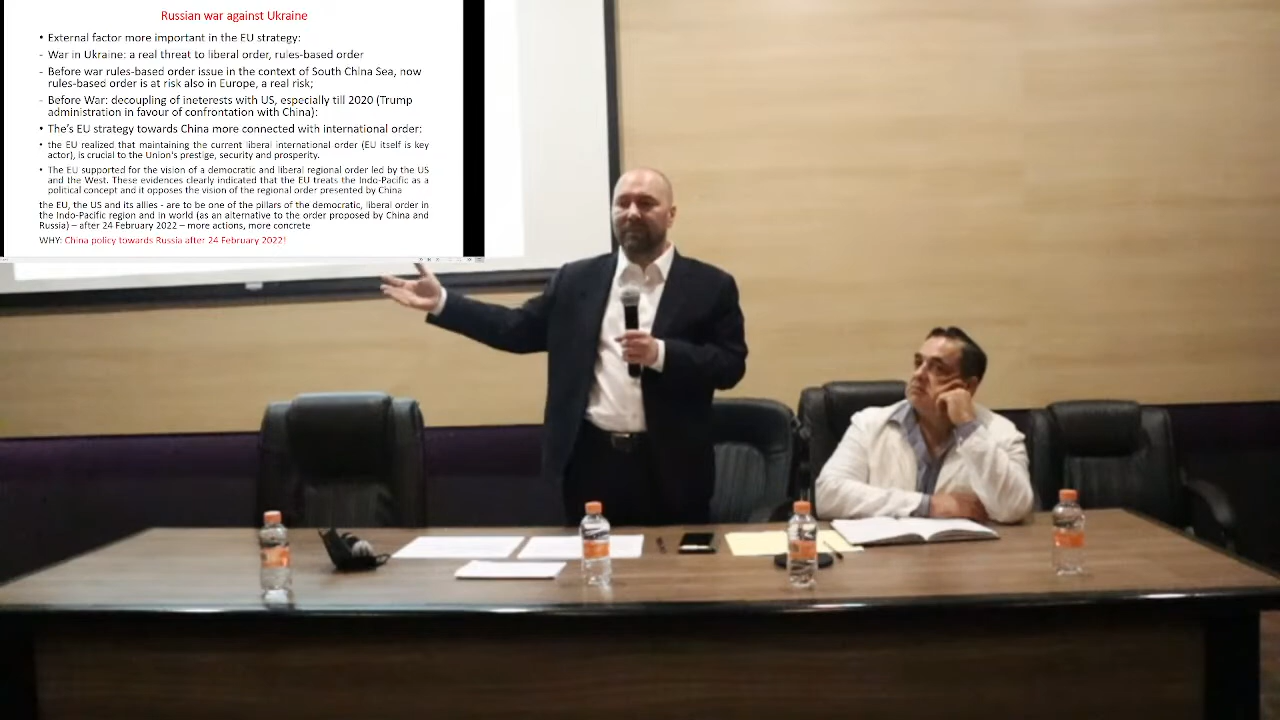 Russian war against Ukraine
• External factor more important in the EU strategy:
- War in Ukraine: a real threat to liberal order, rules-based order
- Before war rules-based order issue in the context of South China Sea, now
rules-based order is at risk also in Europe, a real risk;
- Before War: decoupling of ineterests with US, especially till 2020 (Trump
administration in favour of confrontation with China):
• The's EU strategy towards China more connected with international order:
• the EU realized that maintaining the current liberal international order (EU itself is key
actor), is crucial to the Union's prestige, security and prosperity.
• The EU supported for the vision of a democratic and liberal regional order led by the US
and the West. These evidences clearly indicated that the EU treats the Indo-Pacific as a
political concept and it opposes the vision of the regional order presented by China
the EU, the US and its allies - are to be one of the pillars of the democratic, liberal order in
the Indo-Pacific region and in world (as an alternative to the order proposed by China and
Russia) – after 24 February 2022 – more actions, more concrete
WHY: China policy towards Russia after 24 February 2022!